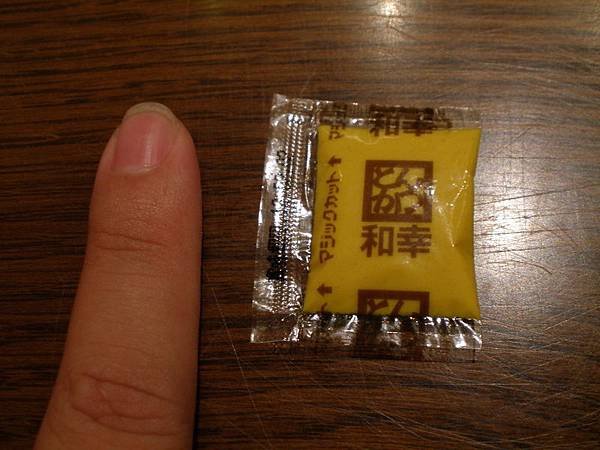 和幸
マジックカット
とんかつ
和幸